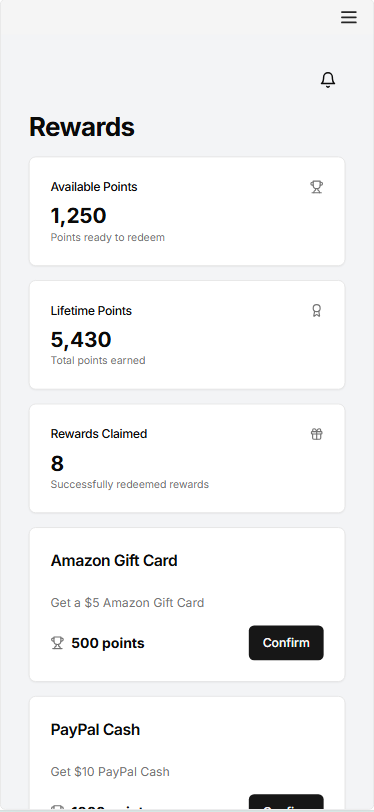 Rewards
Available Points
1,250
Points ready to redeem
Lifetime Points
5,430
Total points earned
Rewards Claimed
8
Successfully redeemed rewards
Amazon Gift Card
Get a $5 Amazon Gift Card
500 points
Confirm
PayPal Cash
Get $10 PayPal Cash